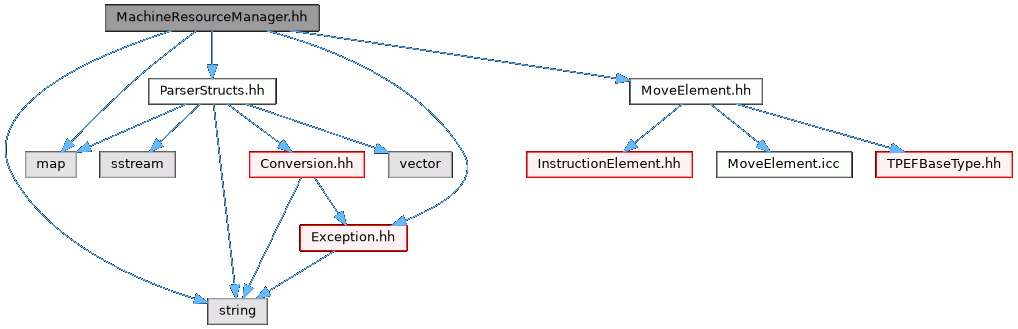 MachineResourceManager.hh
ParserStructs.hh
MoveElement.hh
map
sstream
Conversion.hh
vector
InstructionElement.hh
MoveElement.icc
TPEFBaseType.hh
Exception.hh
string